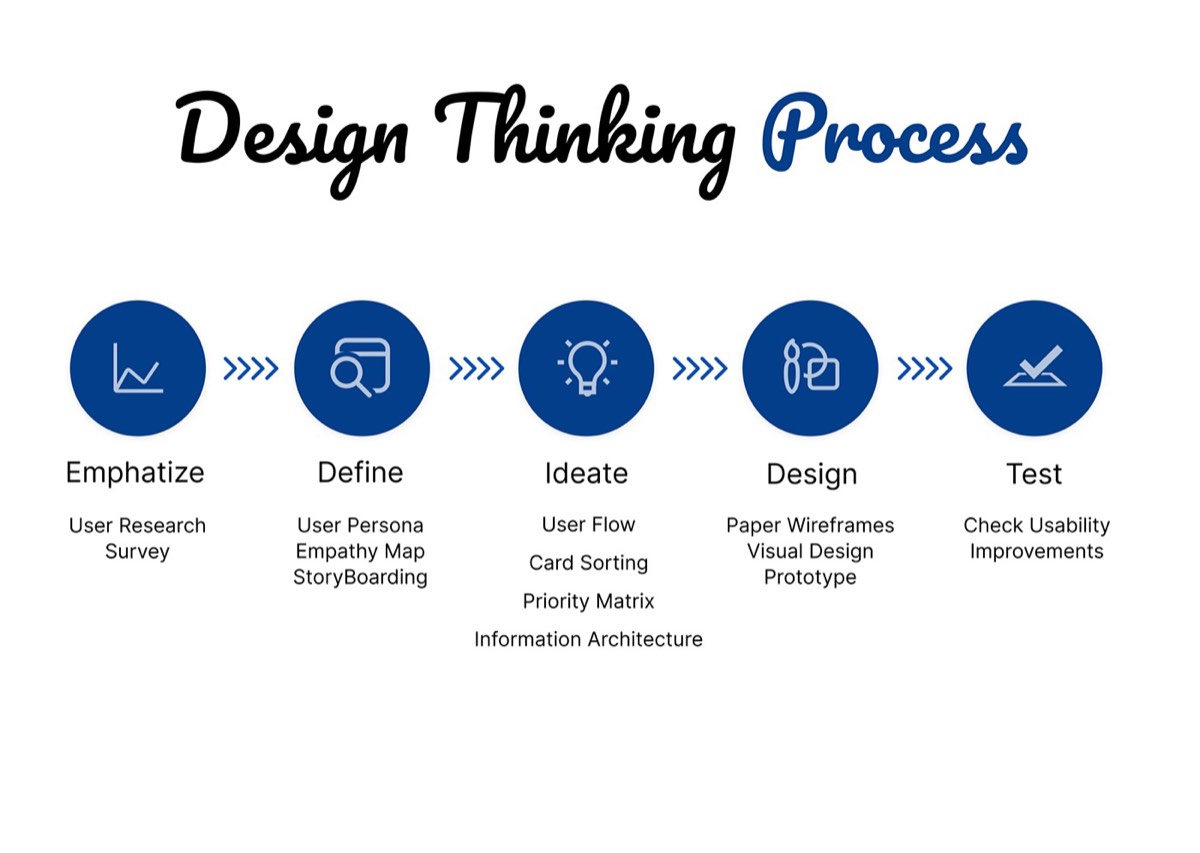 Design Thinking Process
Emphatize
User Research
Survey
Define
User Persona
Empathy Map
StoryBoarding
Ideate
User Flow
Card Sorting
Priority Matrix
Information Architecture
Design
Paper Wireframes
Visual Design
Prototype
Test
Check Usability
Improvements